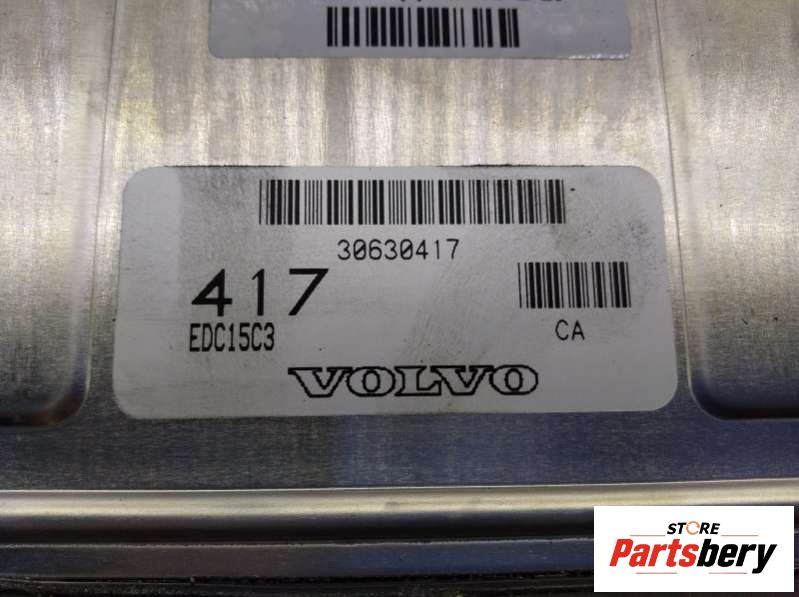 30630417
417
EDC15C3
CA
VOLVO
STORE
Partsbery